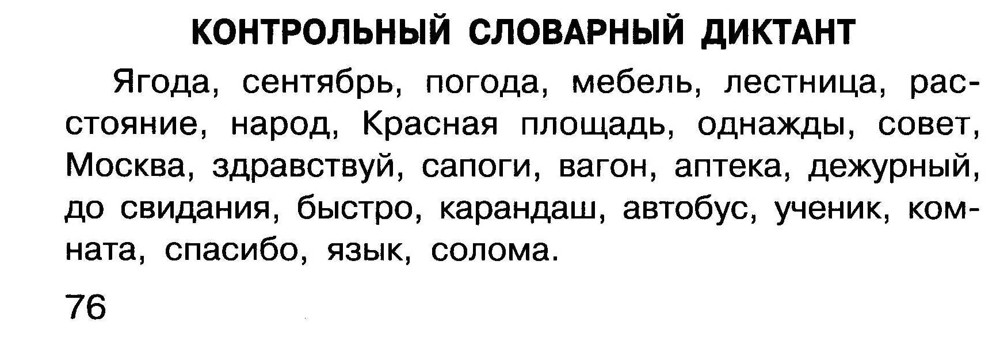 КОНТРОЛЬНЫЙ СЛОВАРНЫЙ ДИКТАНТ
Ягода, сентябрь, погода, мебель, лестница, рас-
стояние, народ, Красная площадь, однажды, совет,
Москва, здравствуй, сапоги, вагон, аптека, дежурный,
до свидания, быстро, карандаш, автобус, ученик, ком-
ната, спасибо, язык, солома.
76